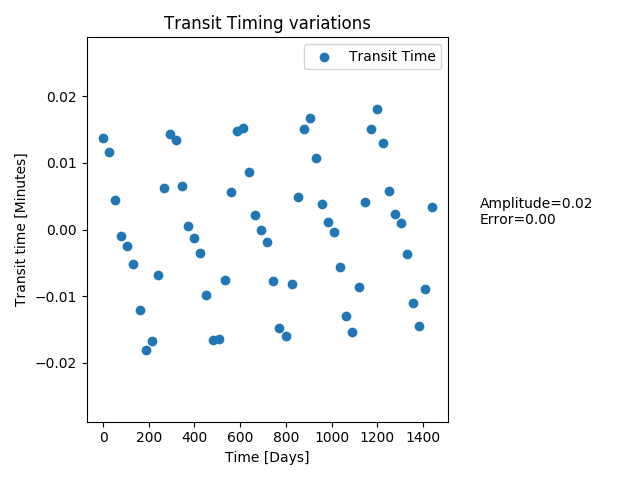 Transit Timing variations
Transit Time
0.02
0.01
0.00
−0.01
−0.02
Transit time [Minutes]
0 200 400 600 800 1000 1200 1400
Time [Days]
Amplitude=0.02
Error=0.00